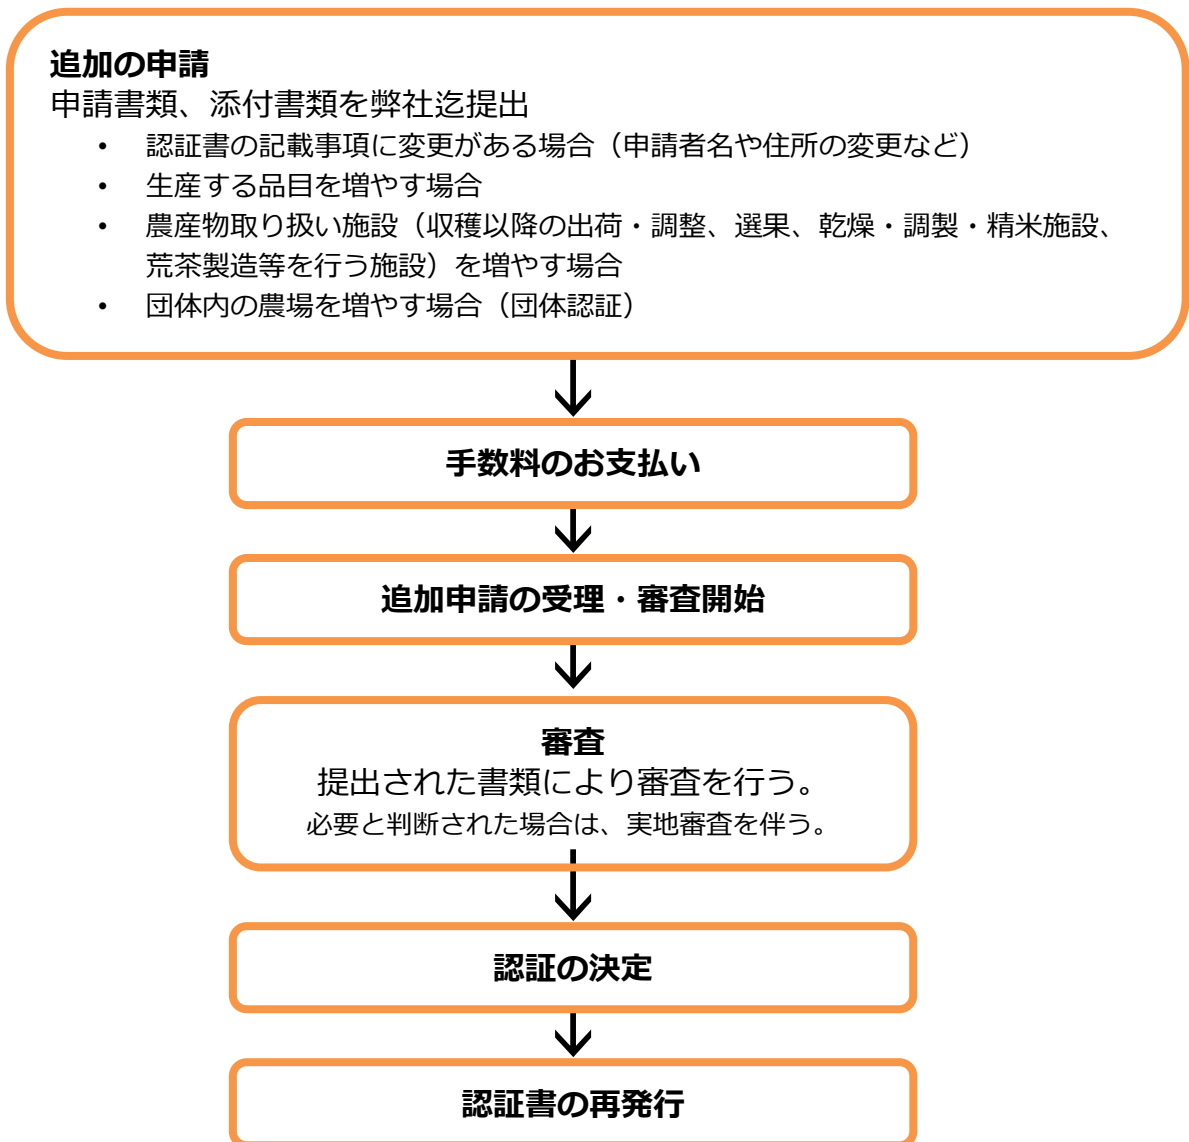 追加の申請
申請書類、添付書類を弊社迄提出
• 認証書の記載事項に変更がある場合（申請者名や住所の変更など）
• 生産する品目を増やす場合
• 農産物取り扱い施設（収穫以降の出荷・調整、選果、乾燥・調製・精米施設、
荒茶製造等を行う施設）を増やす場合
• 団体内の農場を増やす場合（団体認証）
手数料のお支払い
追加申請の受理・審査開始
審査
提出された書類により審査を行う。
必要と判断された場合は、実地審査を伴う。
認証の決定
認証書の再発行